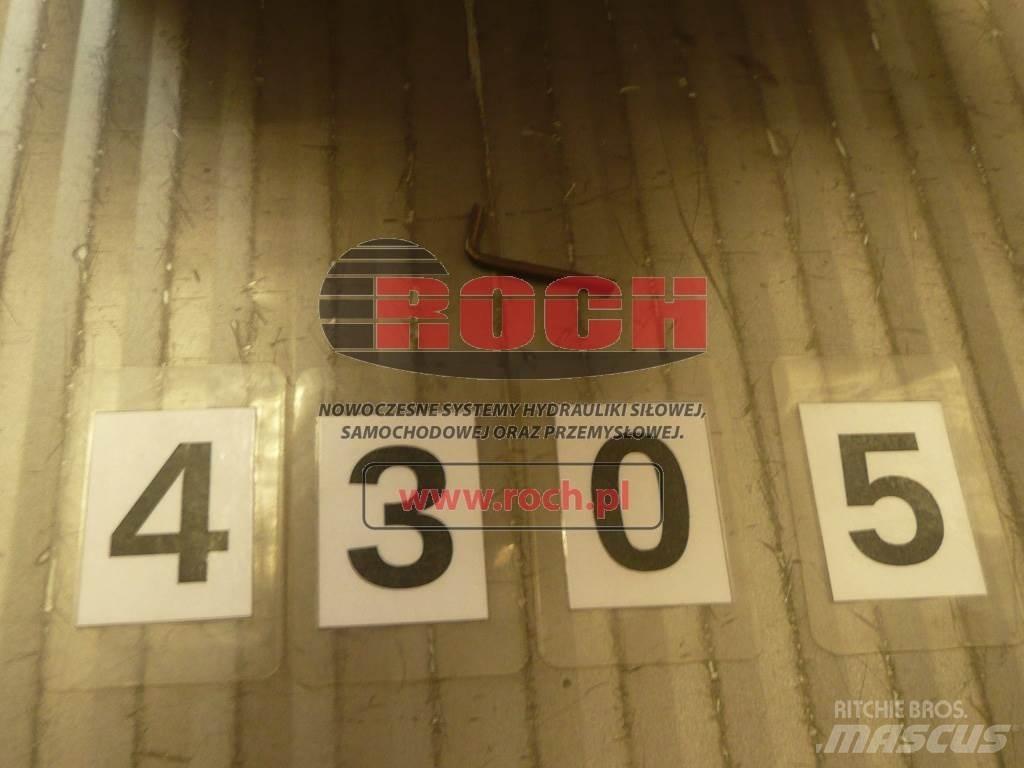 ROCH
NOWOCZESNE SYSTEMY HYDRAULIKI SIŁOWEJ,
SAMOCHODOWEJ ORAZ PRZEMYSŁOWEJ.
www.roch.pl
4 3 0 5
RITCHIE BROS.
MASCUS